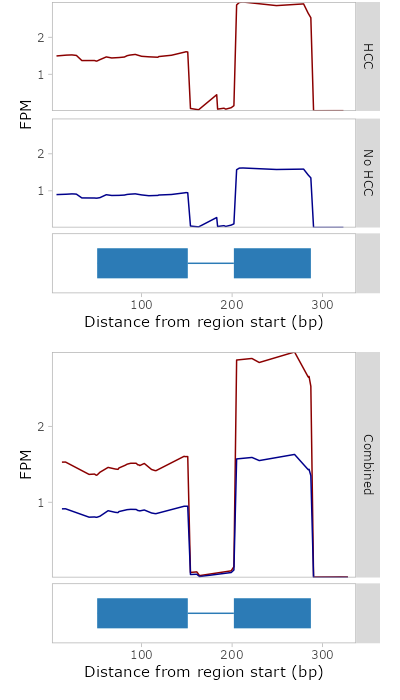 HCC
2
1
FPM
No HCC
2
1
100 200 300
Distance from region start (bp)
Combined
2
FPM
1
100 200 300
Distance from region start (bp)